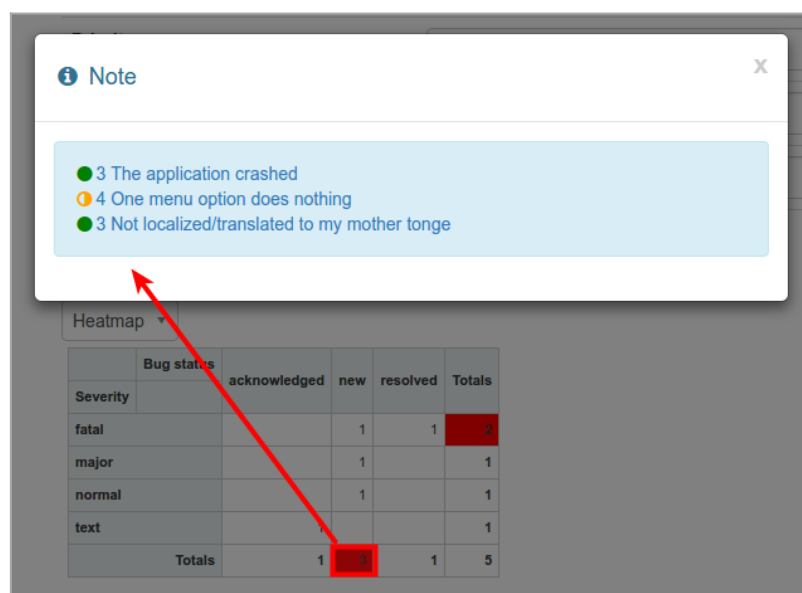 Note
x
3 The application crashed
4 One menu option does nothing
3 Not localized/translated to my mother tonge
Heatmap
Bug status
acknowledged new resolved Totals
Severity
fatal 1 1 2
major 1 1
normal 1 1
text 1 1
Totals 1 3 1 5